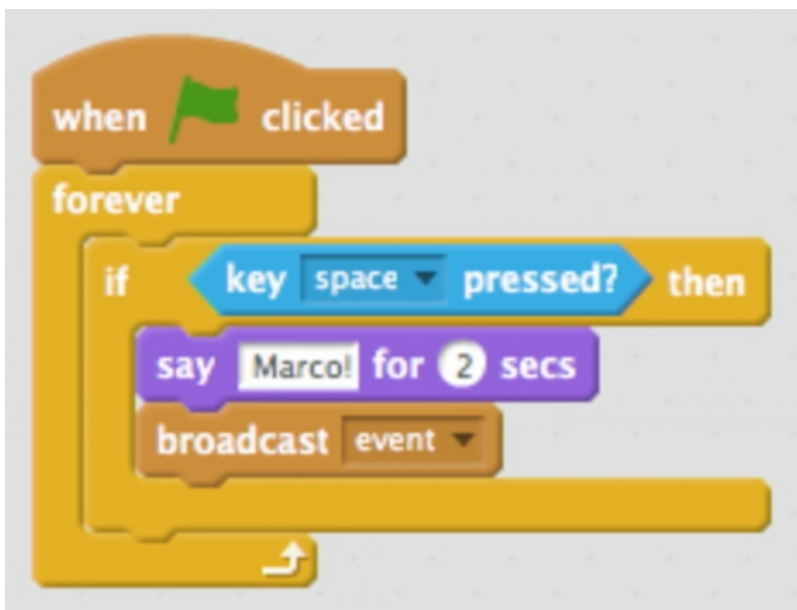 when clicked
forever
if key space pressed? then
say Marco! for 2 secs
broadcast event